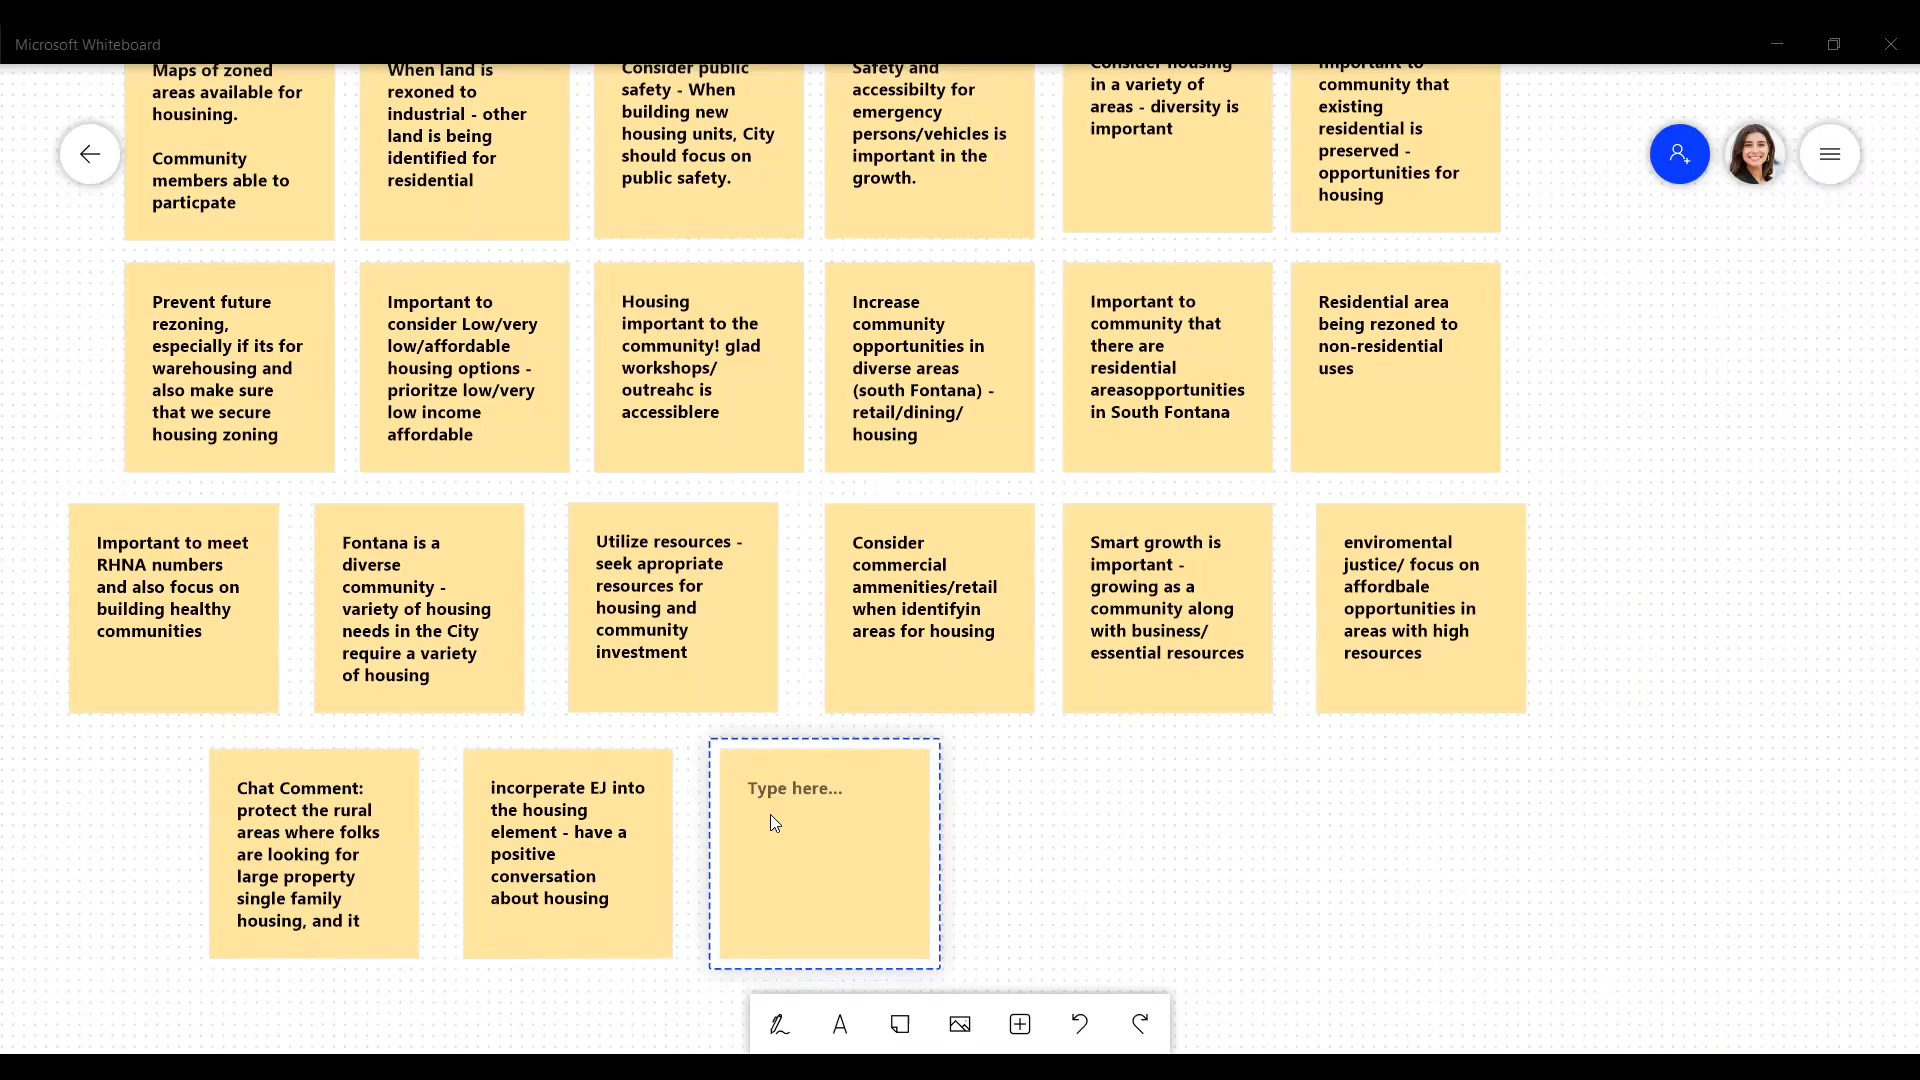 Microsoft Whiteboard
Maps of zoned
areas available for
housining.
Community
members able to
particpate
When land is
rexoned to
industrial - other
land is being
identified for
residential
Consider public
safety - When
building new
housing units, City
should focus on
public safety.
Safety and
accessibilty for
emergency
persons/vehicles is
important in the
growth.
Consider housing
in a variety of
areas - diversity is
important
Important to
community that
existing
residential is
preserved -
opportunities for
housing
Prevent future
rezoning,
especially if its for
warehousing and
also make sure
that we secure
housing zoning
Important to
consider Low/very
low/affordable
housing options -
prioritze low/very
low income
affordable
Housing
important to the
community! glad
workshops/
outreahc is
accessiblere
Increase
community
opportunities in
diverse areas
(south Fontana) -
retail/dining/
housing
Important to
community that
there are
residential
areasopportunities
in South Fontana
Residential area
being rezoned to
non-residential
uses
Important to meet
RHNA numbers
and also focus on
building healthy
communities
Fontana is a
diverse
community -
variety of housing
needs in the City
require a variety
of housing
Utilize resources -
seek apropriate
resources for
housing and
community
investment
Consider
commercial
ammenities/retail
when identifyin
areas for housing
Smart growth is
important -
growing as a
community along
with business/
essential resources
enviromental
justice/ focus on
affordbale
opportunities in
areas with high
resources
Chat Comment:
protect the rural
areas where folks
are looking for
large property
single family
housing, and it
incorperate EJ into
the housing
element - have a
positive
conversation
about housing
Type here...